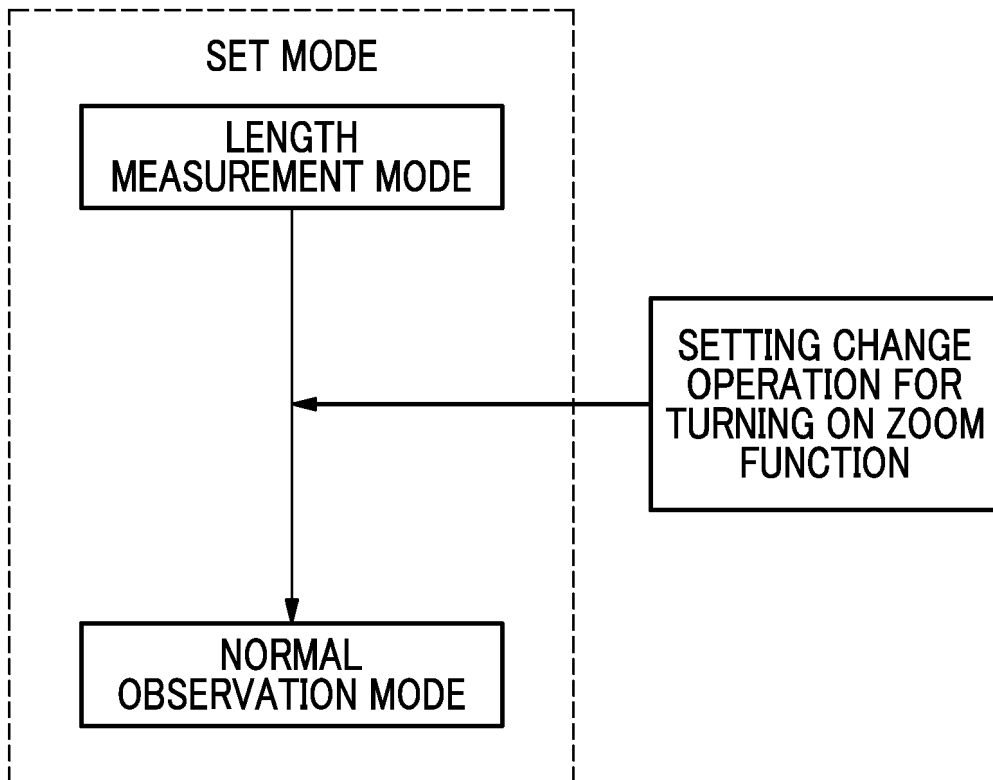 SET MODE
LENGTH
MEASUREMENT MODE
SETTING CHANGE
OPERATION FOR
TURNING ON ZOOM
FUNCTION
NORMAL
OBSERVATION MODE